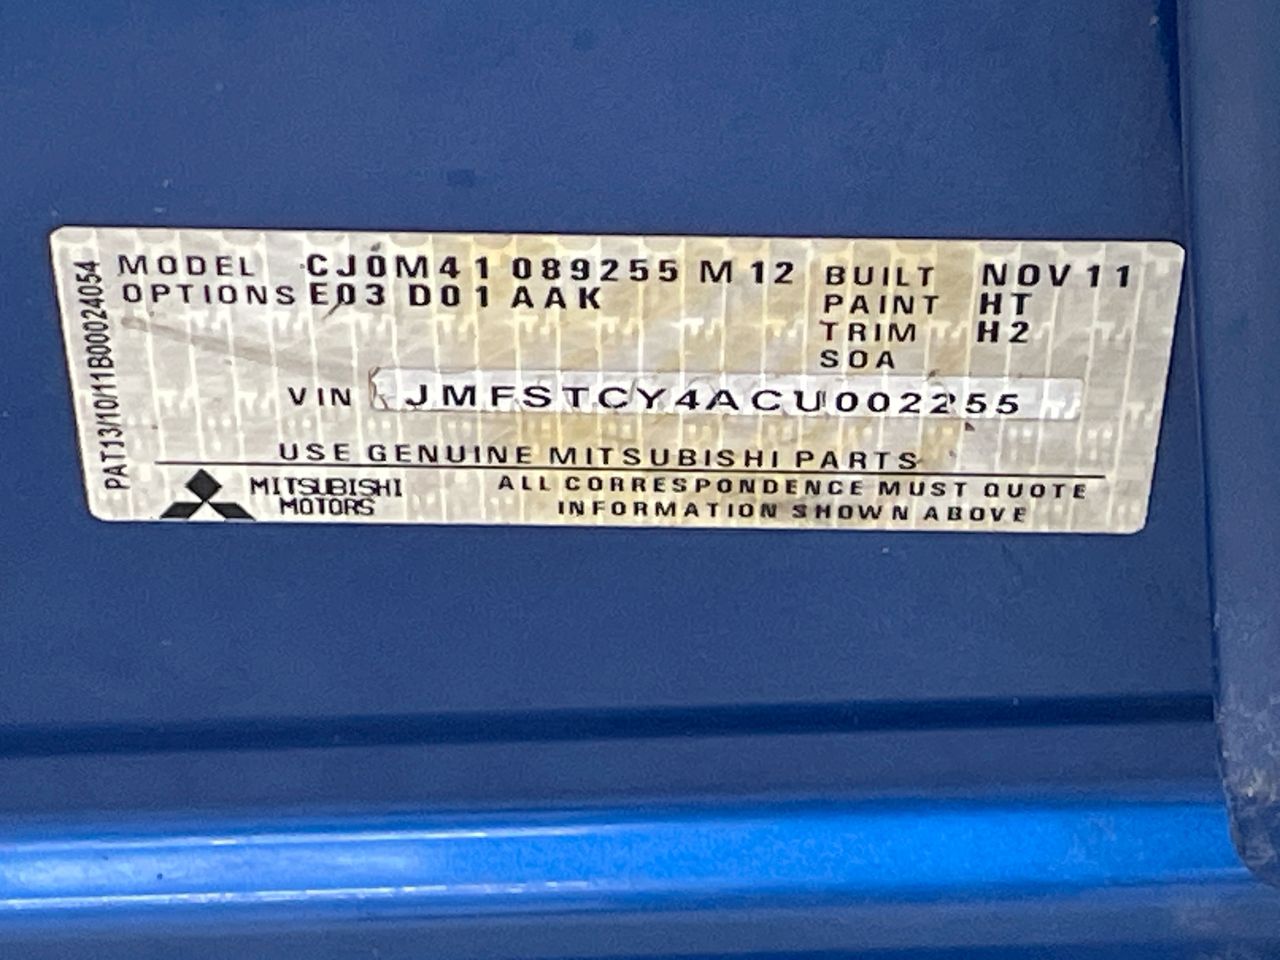 PAT13/10/11B00024054
MODEL CJ0M41 089255 M12 BUILT NOV11
OPTIONS E03 D01 AAK PAINT HT
TRIM H2
SOA
VIN JMFSTCY4ACU002255
USE GENUINE MITSUBISHI PARTS
MITSUBISHI ALL CORRESPONDENCE MUST QUOTE
MOTORS INFORMATION SHOWN ABOVE